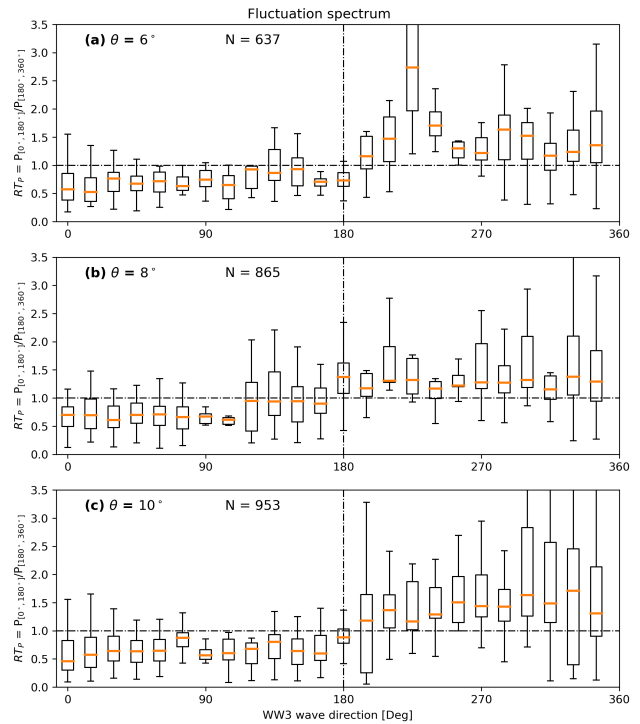 Fluctuation spectrum
(a) θ = 6° N = 637
RT_P = P_[0°,180°]/P_[180°,360°]
3.5
3.0
2.5
2.0
1.5
1.0
0.5
0.0
0 90 180 270 360
(b) θ = 8° N = 865
RT_P = P_[0°,180°]/P_[180°,360°]
3.5
3.0
2.5
2.0
1.5
1.0
0.5
0.0
0 90 180 270 360
(c) θ = 10° N = 953
RT_P = P_[0°,180°]/P_[180°,360°]
3.5
3.0
2.5
2.0
1.5
1.0
0.5
0.0
0 90 180 270 360
WW3 wave direction [Deg]